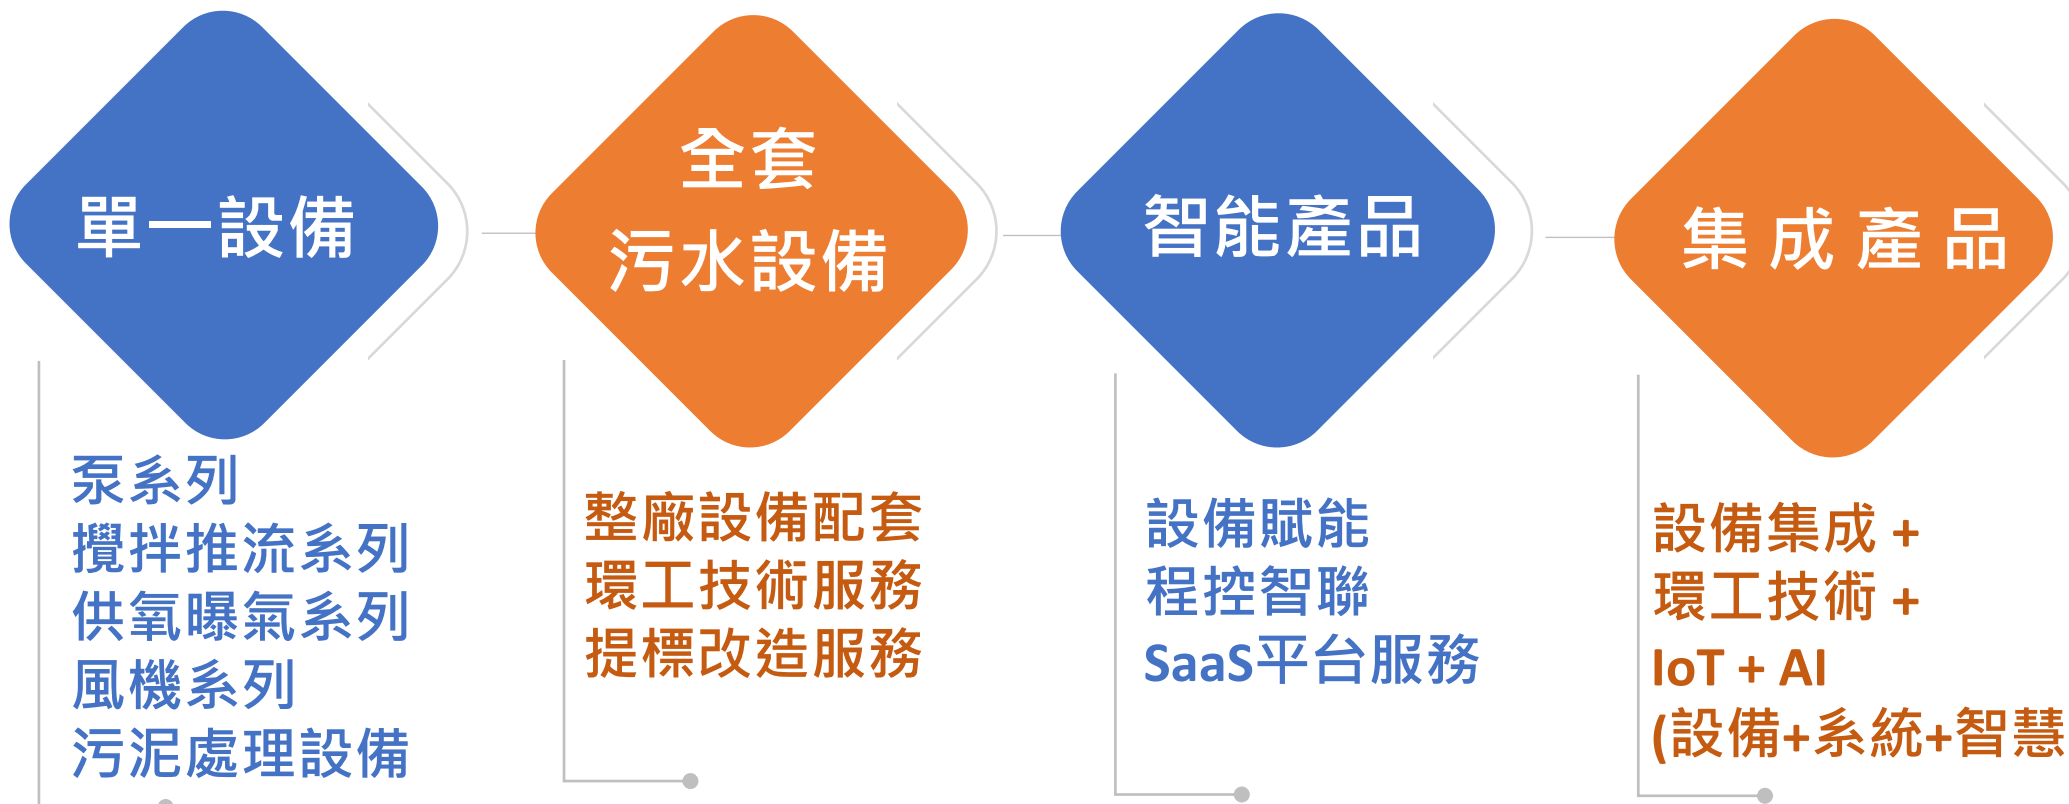 單一設備
泵系列
攪拌推流系列
供氧曝氣系列
風機系列
污泥處理設備
全套
污水設備
整廠設備配套
環工技術服務
提標改造服務
智能產品
設備賦能
程控智聯
SaaS平台服務
集成產品
設備集成 +
環工技術 +
IoT + AI
(設備+系統+智慧